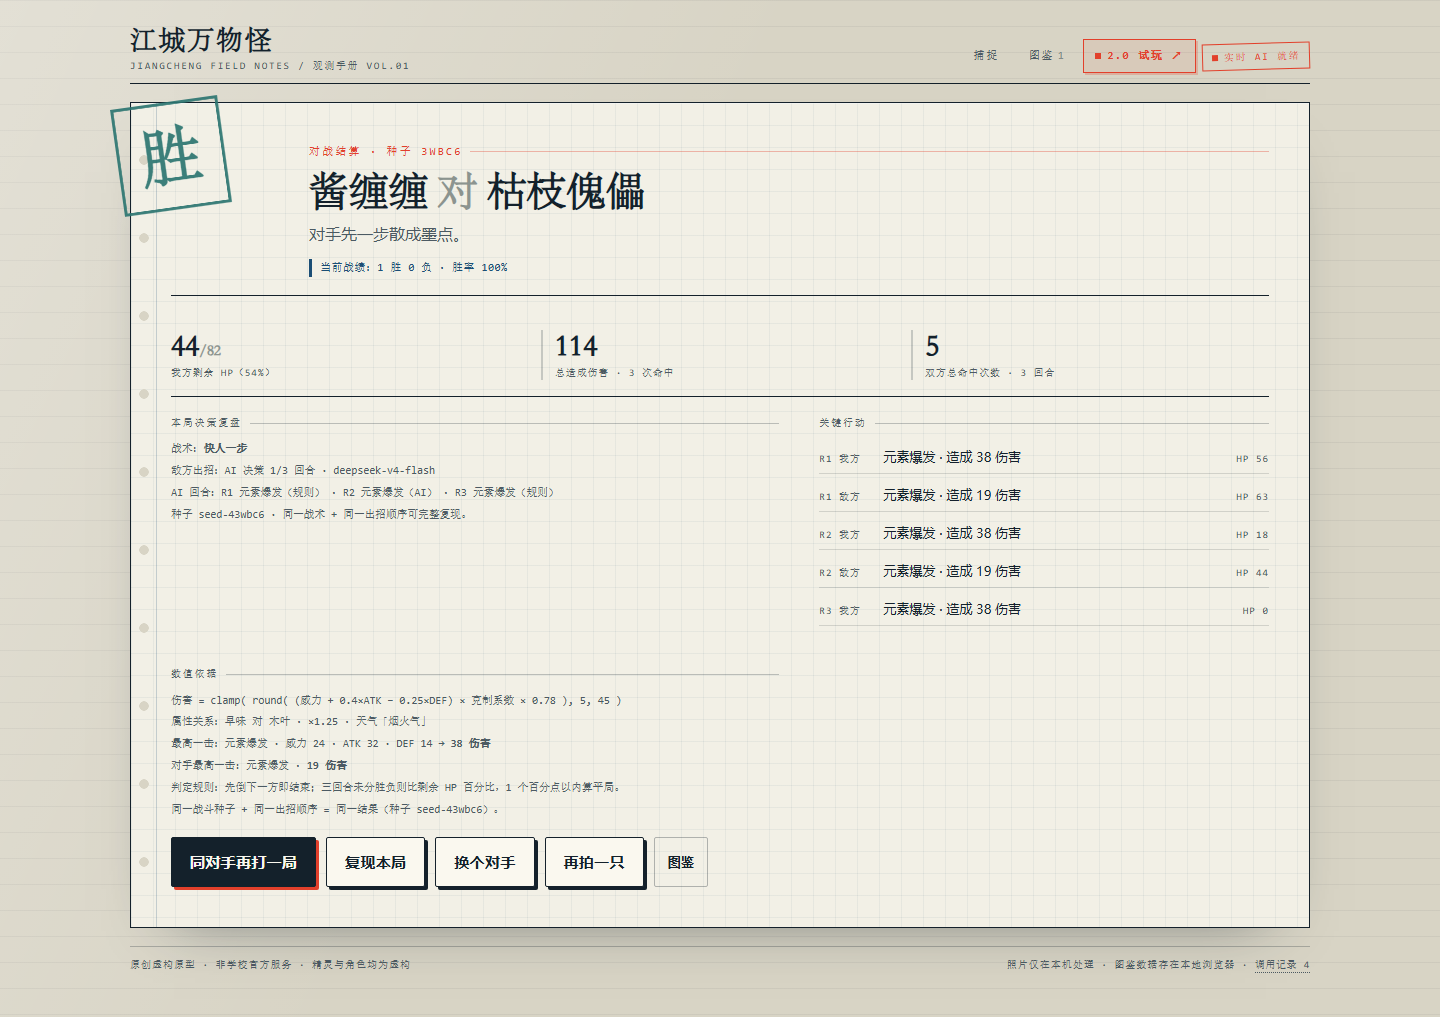 江城万物怪
JIANGCHENG FIELD NOTES / 观测手册 VOL.01
捕捉
图鉴 1
2.0 试玩 ↗
实时 AI 就绪
胜
对战结算 · 种子 3WBC6
酱缠缠 对 枯枝傀儡
对手先一步散成墨点。
当前战绩: 1 胜 0 负 · 胜率 100%
44/82
我方剩余 HP (54%)
114
总造成伤害 · 3 次命中
5
双方总命中次数 · 3 回合
本局决策复盘
战术: 快人一步
敌方出招: AI 决策 1/3 回合 · deepseek-v4-flash
AI 回合: R1 元素爆发（规则） · R2 元素爆发（AI） · R3 元素爆发（规则）
种子 seed-43wbc6 · 同一战术 + 同一出招顺序可完整复现。
关键行动
R1 我方 元素爆发 · 造成 38 伤害 HP 56
R1 敌方 元素爆发 · 造成 19 伤害 HP 63
R2 我方 元素爆发 · 造成 38 伤害 HP 18
R2 敌方 元素爆发 · 造成 19 伤害 HP 44
R3 我方 元素爆发 · 造成 38 伤害 HP 0
数值依据
伤害 = clamp( round( (威力 + 0.4×ATK − 0.25×DEF) × 克制系数 × 0.78 ), 5, 45 )
属性关系: 早味 对 木叶 · ×1.25 · 天气「烟火气」
最高一击: 元素爆发 · 威力 24 · ATK 32 · DEF 14 → 38 伤害
对手最高一击: 元素爆发 · 19 伤害
判定规则: 先倒下一方即结束; 三回合未分胜负则比剩余 HP 百分比, 1 个百分点以内算平局。
同一战斗种子 + 同一出招顺序 = 同一结果（种子 seed-43wbc6）。
同对手再打一局
复现本局
换个对手
再拍一只
图鉴
原创虚构原型 · 非学校官方服务 · 精灵与角色均为虚构
照片仅在本机处理 · 图鉴数据存在本地浏览器 · 调用记录 4